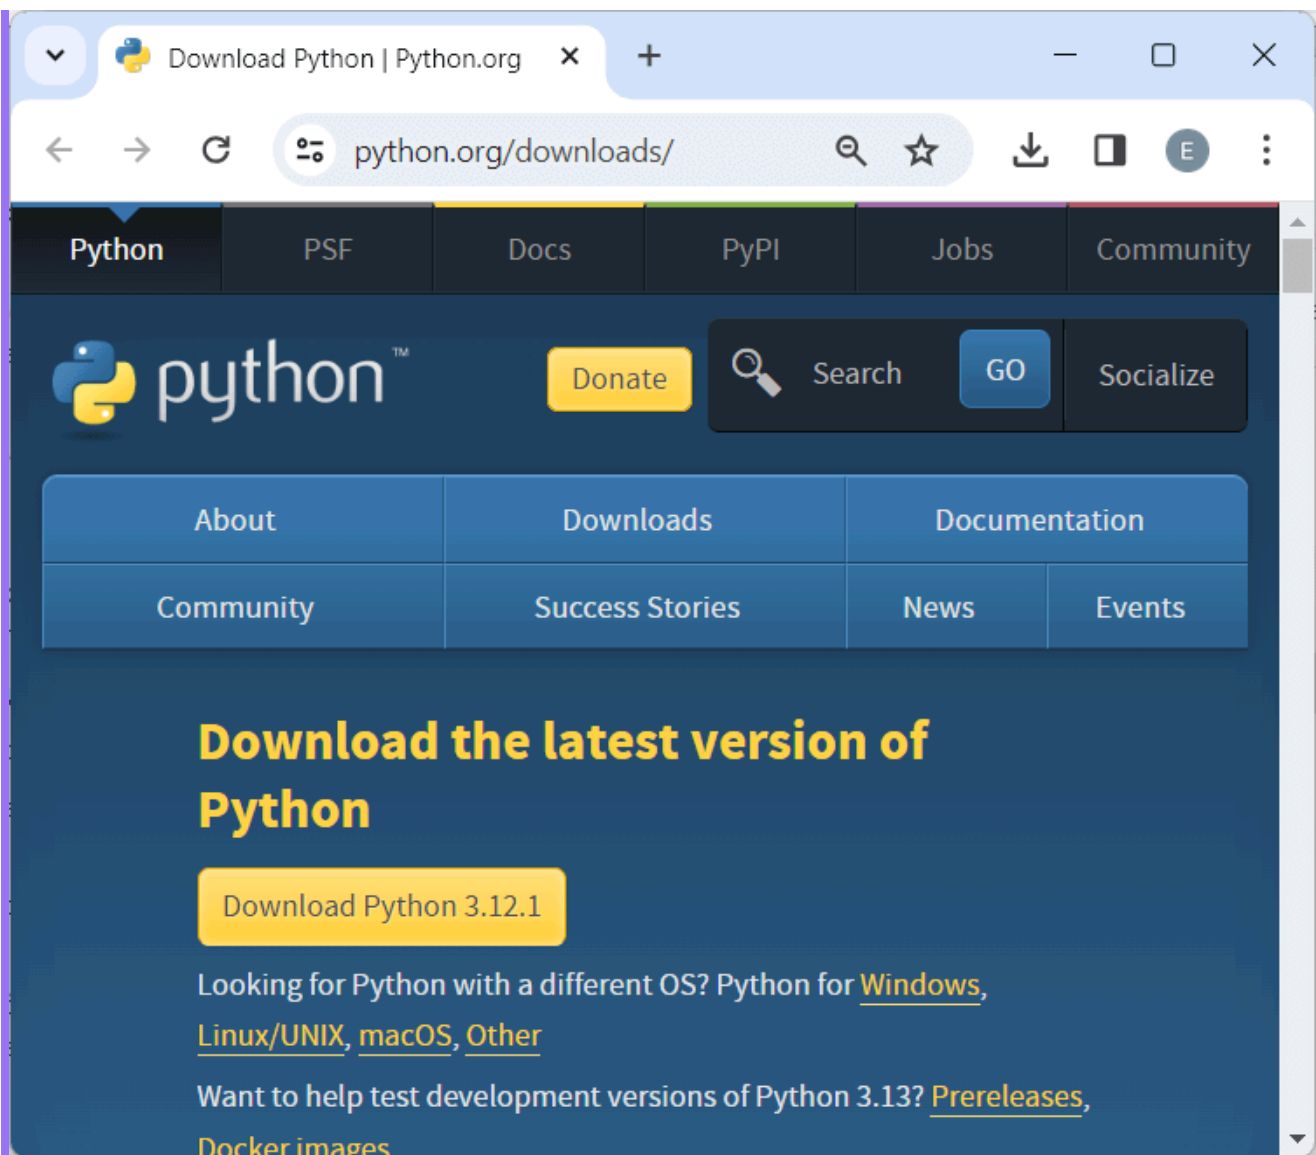 Download Python | Python.org
python.org/downloads/
E
Python PSF Docs PyPI Jobs Community
python™ Donate Search GO Socialize
About Downloads Documentation
Community Success Stories News Events
Download the latest version of
Python
Download Python 3.12.1
Looking for Python with a different OS? Python for Windows,
Linux/UNIX, macOS, Other
Want to help test development versions of Python 3.13? Prereleases,
Docker images